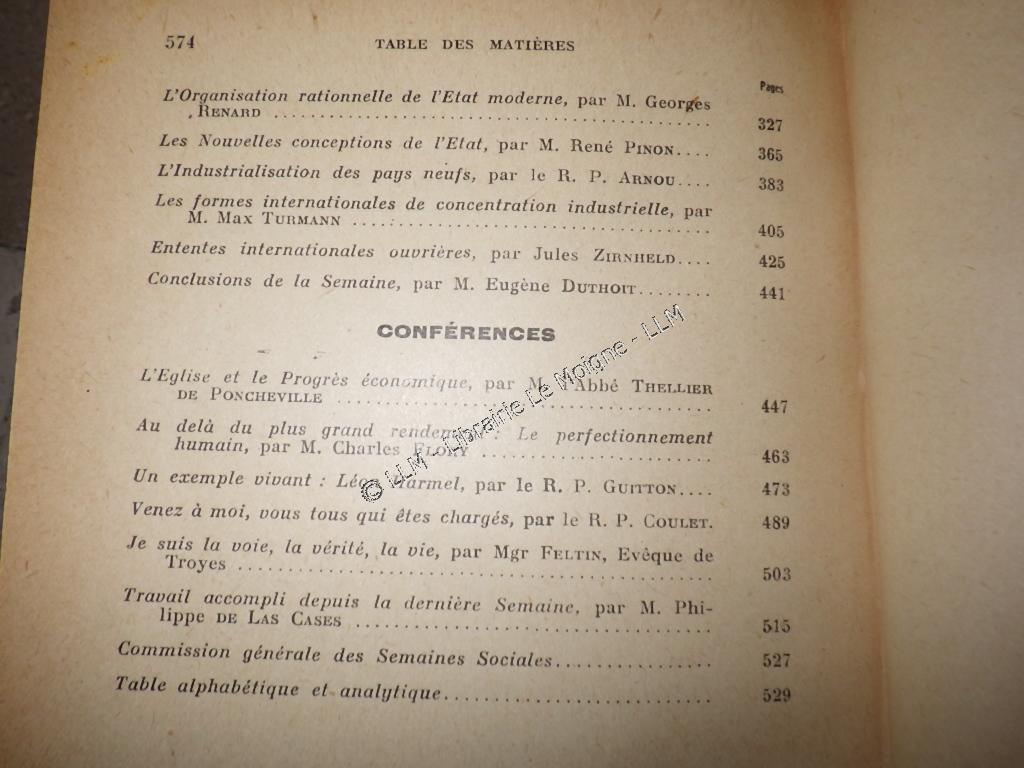 574 TABLE DES MATIÈRES
Pages
L'Organisation rationnelle de l'Etat moderne, par M. Georges
RENARD ........ 327
Les Nouvelles conceptions de l'Etat, par M. René PINON.... 365
L'Industrialisation des pays neufs, par le R. P. ARNOU.... 383
Les formes internationales de concentration industrielle, par
M. Max TURMANN ........ 405
Ententes internationales ouvrières, par Jules ZIRNHELD.... 425
Conclusions de la Semaine, par M. Eugène DUTHOIT........ 441
CONFÉRENCES
L'Eglise et le Progrès économique, par M. l'Abbé THELLIER
DE PONCHEVILLE ........ 447
Au delà du plus grand rendement : Le perfectionnement
humain, par M. Charles FLORY ........ 463
Un exemple vivant : Léon Harmel, par le R. P. GUITTON.... 473
Venez à moi, vous tous qui êtes chargés, par le R. P. COULET. 489
Je suis la voie, la vérité, la vie, par Mgr FELTIN, Evêque de
Troyes ........ 503
Travail accompli depuis la dernière Semaine, par M. Phi-
lippe DE LAS CASES ........ 515
Commission générale des Semaines Sociales........ 527
Table alphabétique et analytique........ 529
© LLM - Librairie Le Moigne - LLM